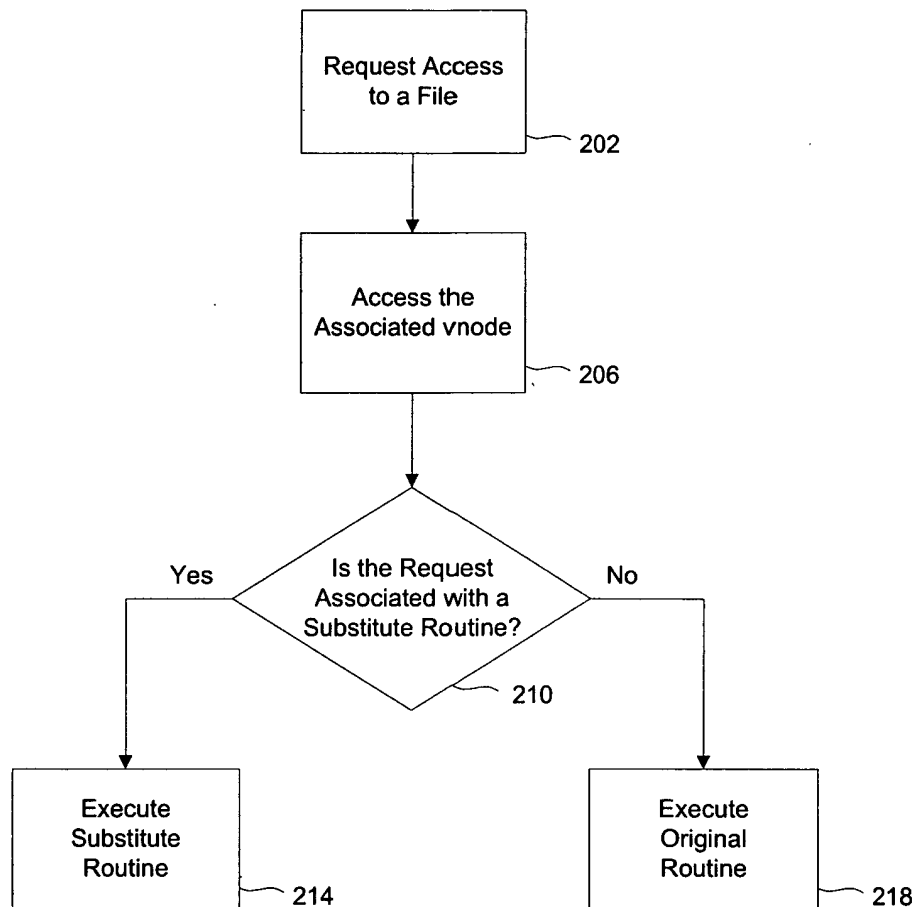 Request Access
to a File
202
Access the
Associated vnode
206
Is the Request
Associated with a
Substitute Routine?
Yes
No
210
Execute
Substitute
Routine
214
Execute
Original
Routine
218